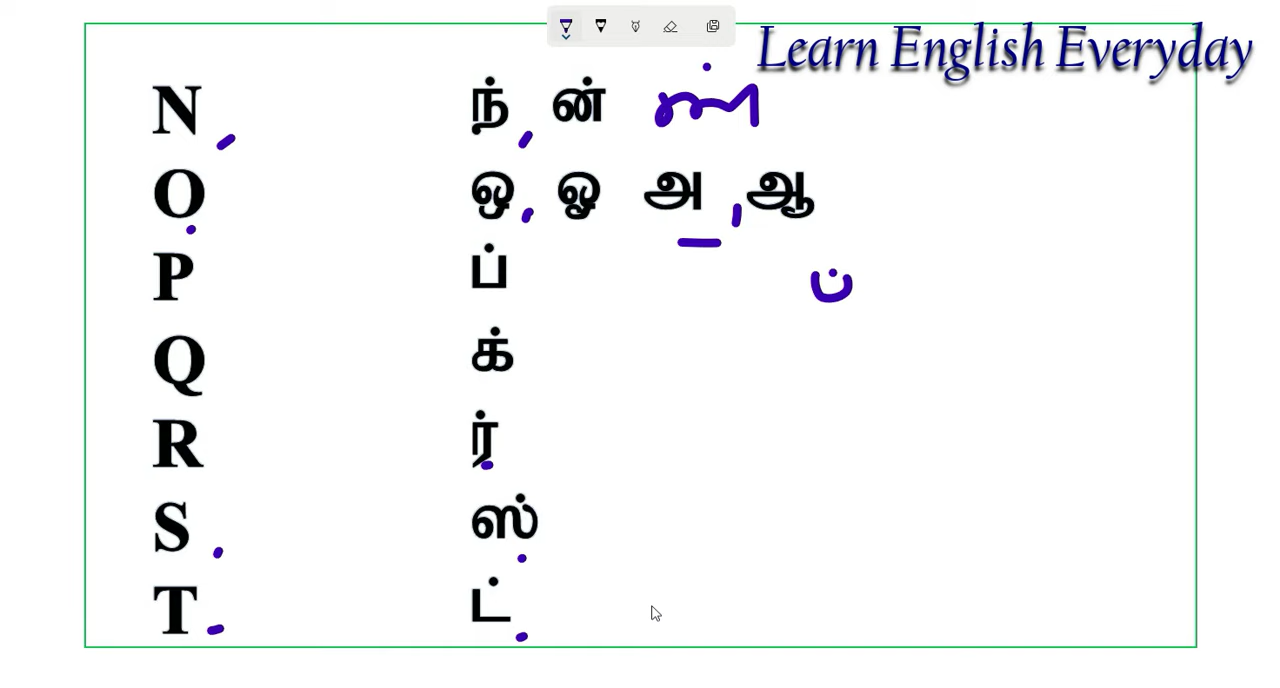 Learn English Everyday
N ந் ன் ண்
O ஒ ஓ அ ஆ
P ப் ப்
Q க்
R ர்
S ஸ்
T ட்